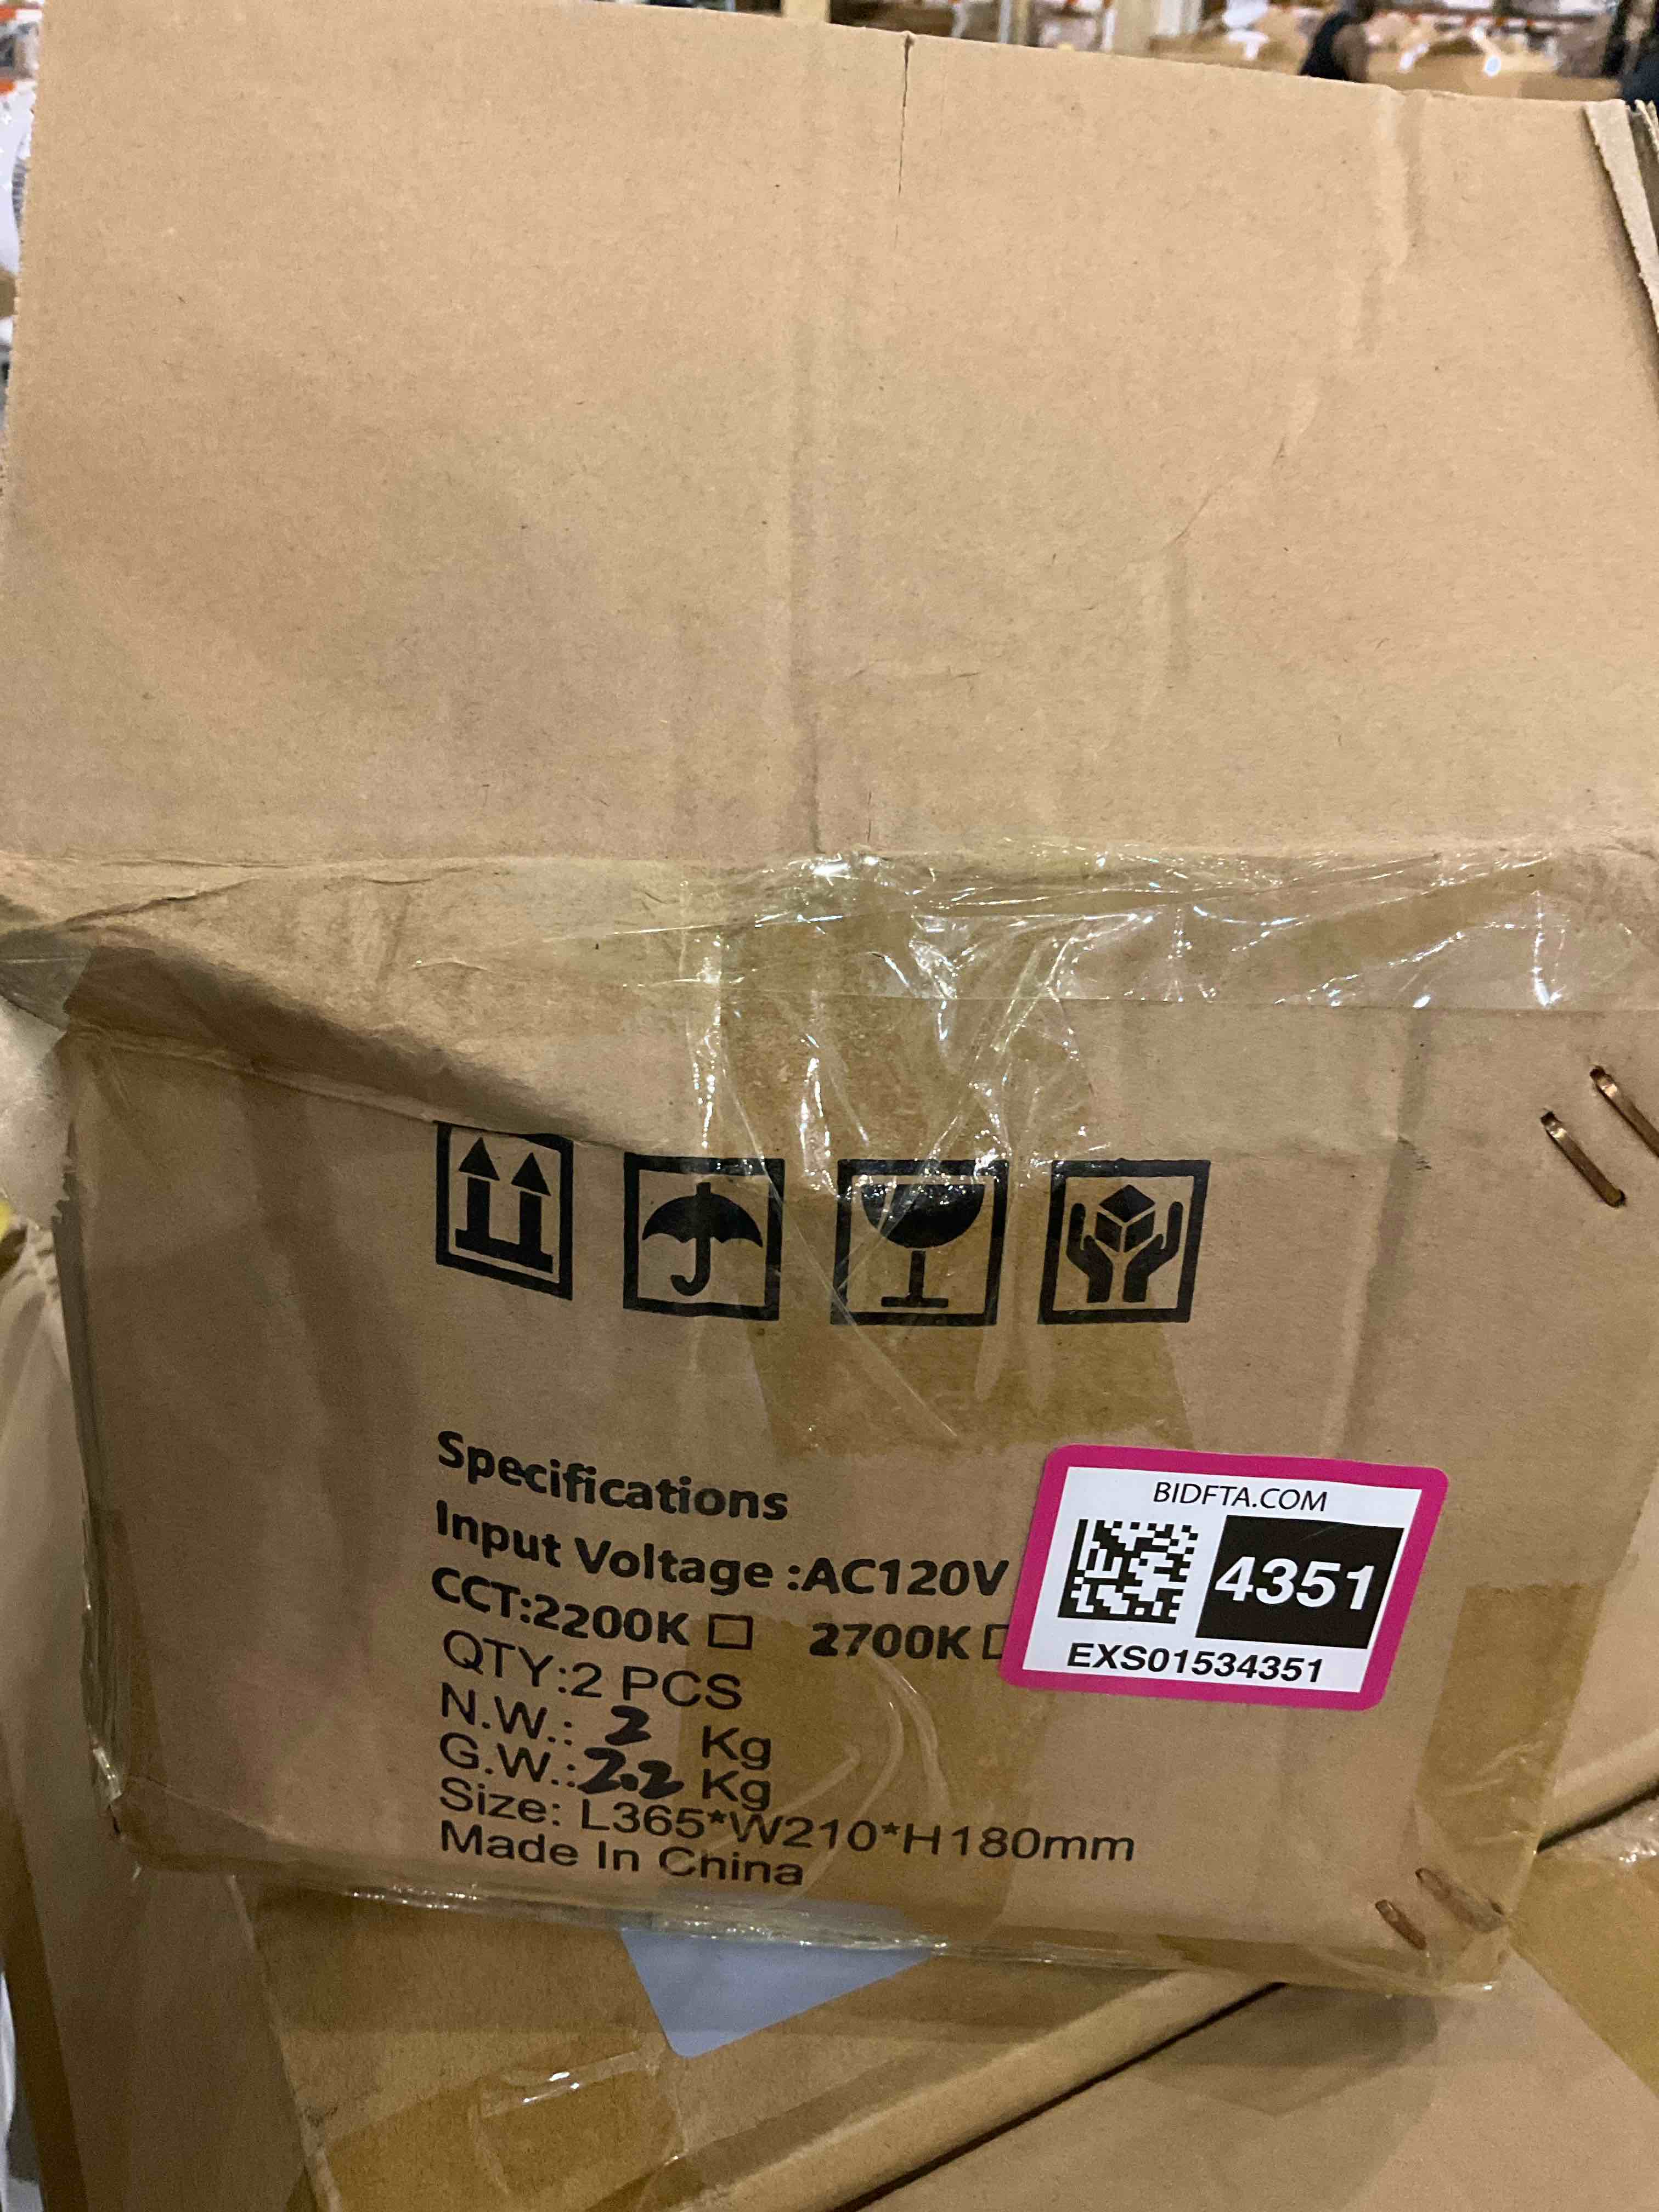 Specifications
Input Voltage :AC120V
CCT:2200K □ 2700K □
QTY:2 PCS
N.W.: 2 Kg
G.W.:2.2 Kg
Size: L365*W210*H180mm
Made In China
BIDFTA.COM
4351
EXS01534351